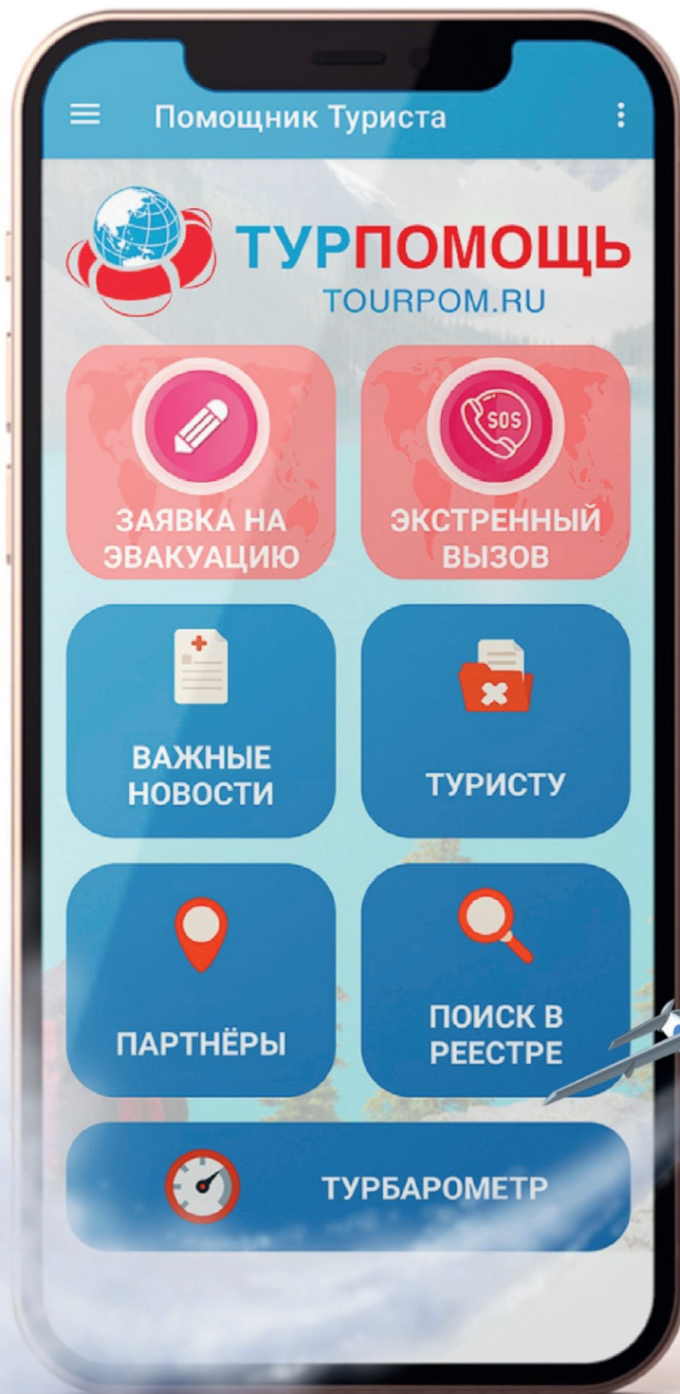 Помощник Туриста
ТУРПОМОЩЬ
TOURPOM.RU
ЗАЯВКА НА
ЭВАКУАЦИЮ
SOS
ЭКСТРЕННЫЙ
ВЫЗОВ
ВАЖНЫЕ
НОВОСТИ
ТУРИСТУ
ПАРТНЁРЫ
ПОИСК В
РЕЕСТРЕ
ТУРБАРОМЕТР